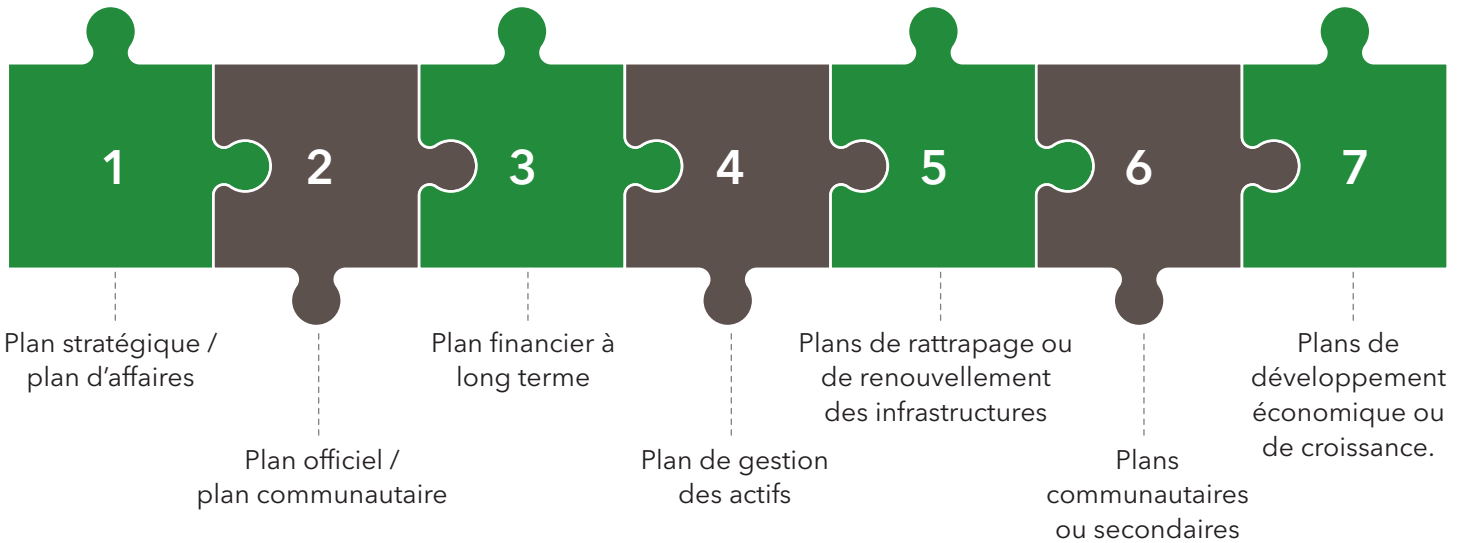 1
2
3
4
5
6
7
Plan stratégique /
plan d’affaires
Plan officiel /
plan communautaire
Plan financier à
long terme
Plan de gestion
des actifs
Plans de rattrapage ou
de renouvellement
des infrastructures
Plans
communautaires
ou secondaires
Plans de
développement
économique ou
de croissance.